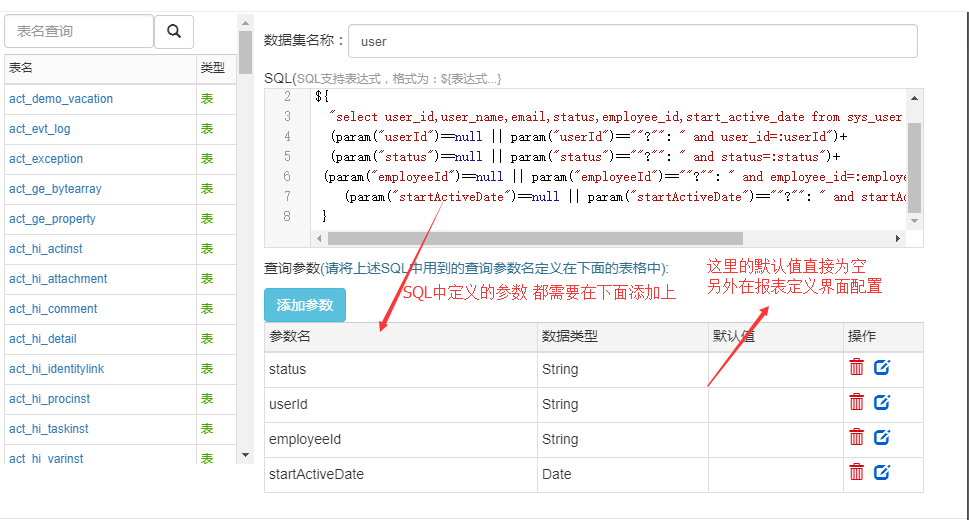 表名查询
表名 类型
act_demo_vacation 表
act_evt_log 表
act_exception 表
act_ge_bytearray 表
act_ge_property 表
act_hi_actinst 表
act_hi_attachment 表
act_hi_comment 表
act_hi_detail 表
act_hi_identitylink 表
act_hi_procinst 表
act_hi_taskinst 表
act_hi_varinst 表
数据集名称： user
SQL(SQL支持表达式，格式为：${表达式...}
2 ${
3 "select user_id,user_name,email,status,employee_id,start_active_date from sys_user
4 (param("userId")==null || param("userId")==""?"": " and user_id=:userId")+
5 (param("status")==null || param("status")==""?"": " and status=:status")+
6 (param("employeeId")==null || param("employeeId")==""?"": " and employee_id=:employe
7 (param("startActiveDate")==null || param("startActiveDate")==""?"": " and startAc
8 }
查询参数(请将上述SQL中用到的查询参数名定义在下面的表格中):
这里的默认值直接为空
另外在报表定义界面配置
添加参数
SQL中定义的参数 都需要在下面添加上
参数名 数据类型 默认值 操作
status String
userId String
employeeId String
startActiveDate Date